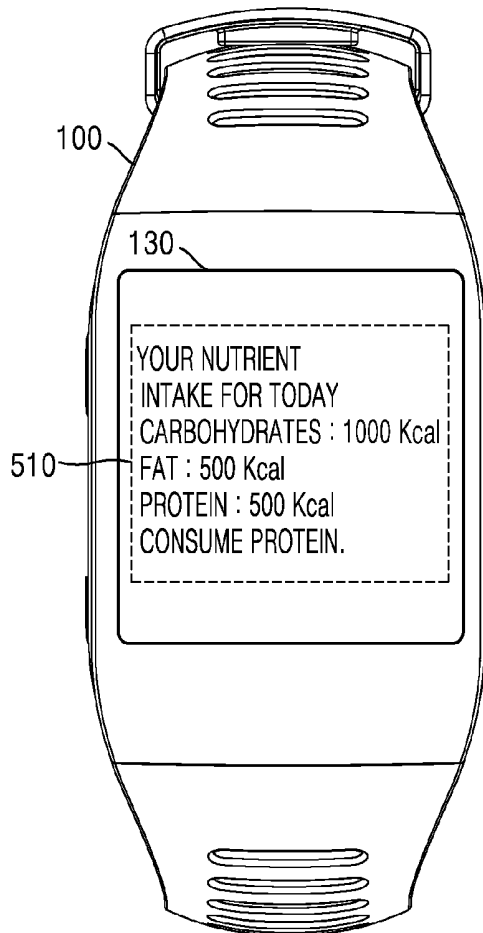 100
130
YOUR NUTRIENT
INTAKE FOR TODAY
CARBOHYDRATES : 1000 Kcal
510
FAT : 500 Kcal
PROTEIN : 500 Kcal
CONSUME PROTEIN.